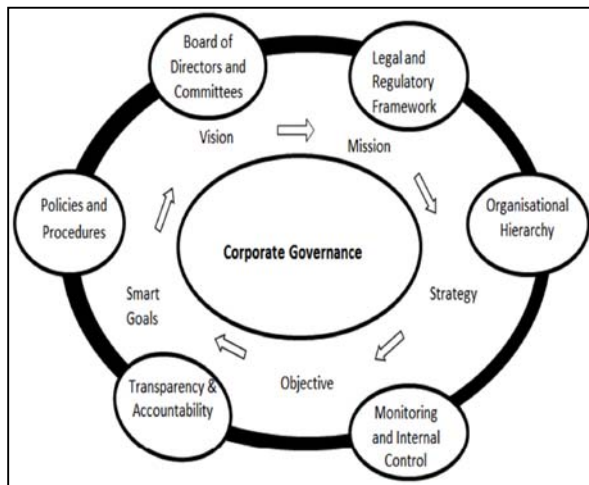 Board of
Directors and
Committees
Legal and
Regulatory
Framework
Vision
Mission
Policies and
Procedures
Organisational
Hierarchy
Corporate Governance
Smart
Goals
Strategy
Objective
Transparency &
Accountability
Monitoring
and Internal
Control